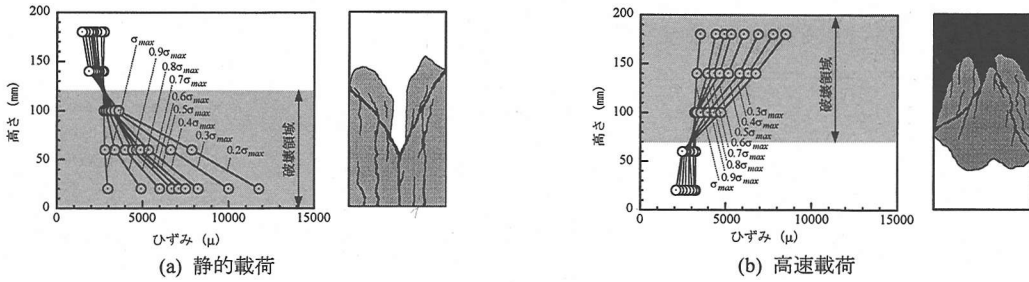 200
150
100
50
0
高さ (mm)
σmax
0.9σmax
0.8σmax
0.7σmax
0.6σmax
0.5σmax
0.4σmax
0.3σmax
0.2σmax
破壊領域
0
5000
10000
15000
ひずみ (μ)
(a) 静的載荷
200
150
100
50
0
高さ (mm)
破壊領域
0.3σmax
0.4σmax
0.5σmax
0.6σmax
0.7σmax
0.8σmax
0.9σmax
σmax
0
5000
10000
15000
ひずみ (μ)
(b) 高速載荷